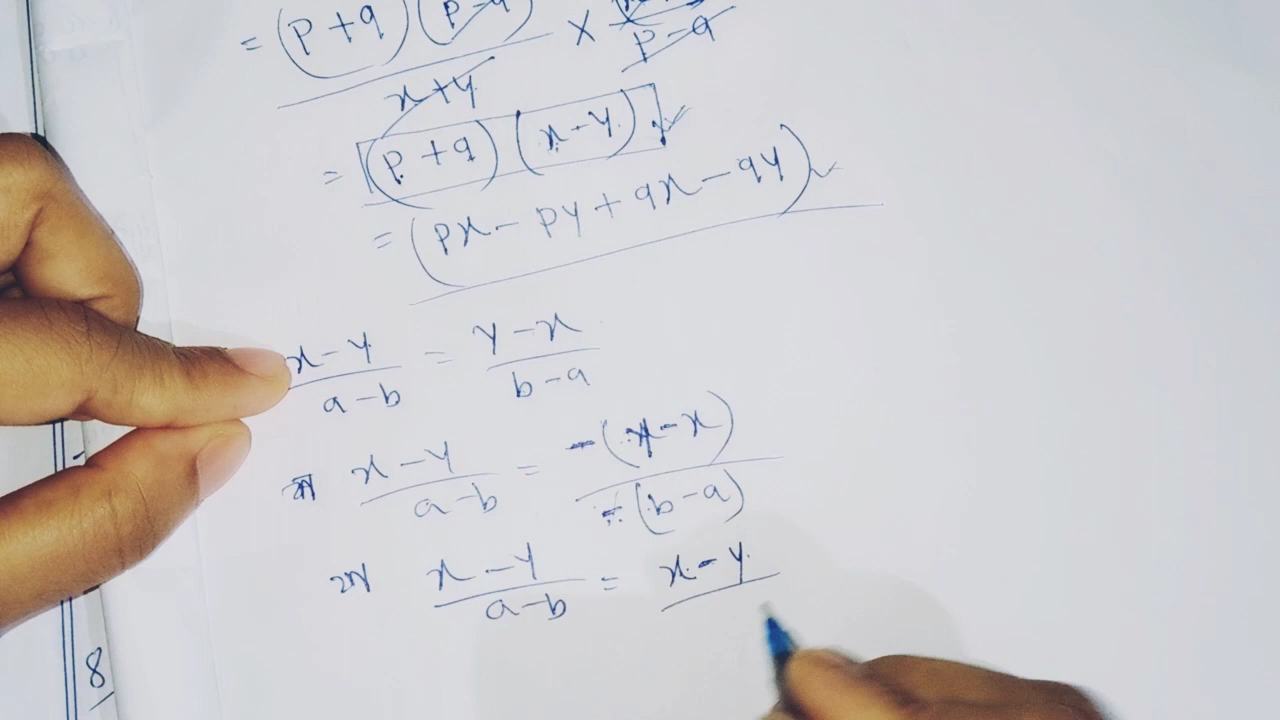 = (p+q)(p-q) / x+y × / p-q
= (p+q)(x-y)
= (px - py + qx - qy)
x-y / a-b = y-x / b-a
বা x-y / a-b = -(y-x) / -(b-a)
বা x-y / a-b = x-y /
8